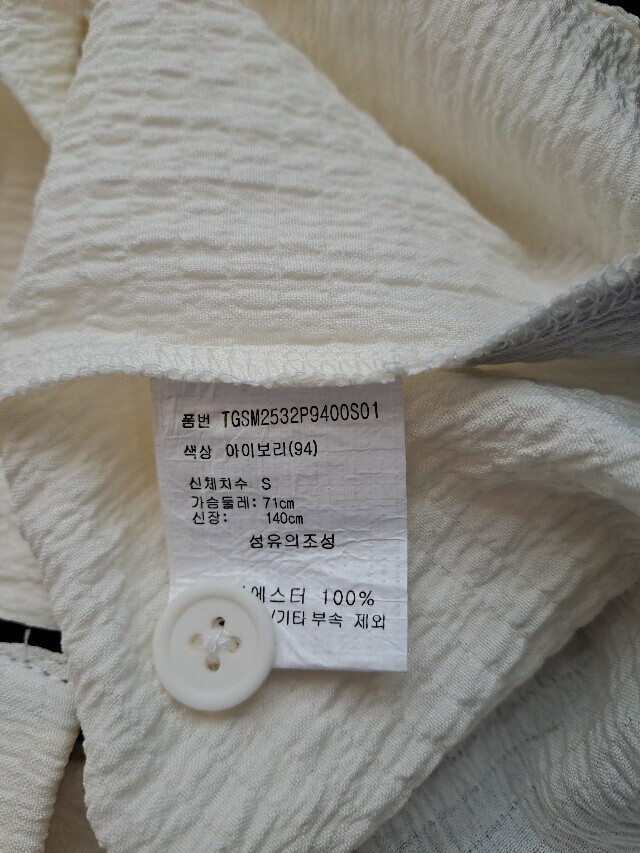 품번 TGSM2532P9400S01
색상 아이보리(94)
신체치수 S
가슴둘레: 71cm
신장: 140cm
섬유의조성
에스터 100%
/기타 부속 제외